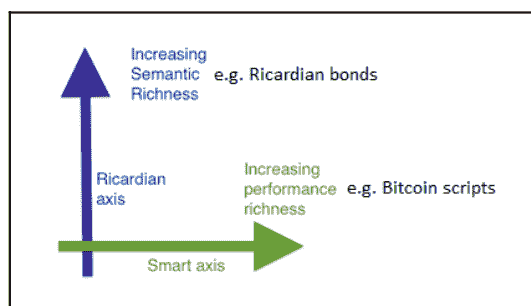 Increasing
Semantic
Richness
e.g. Ricardian bonds
Ricardian
axis
Increasing
performance
richness
e.g. Bitcoin scripts
Smart axis